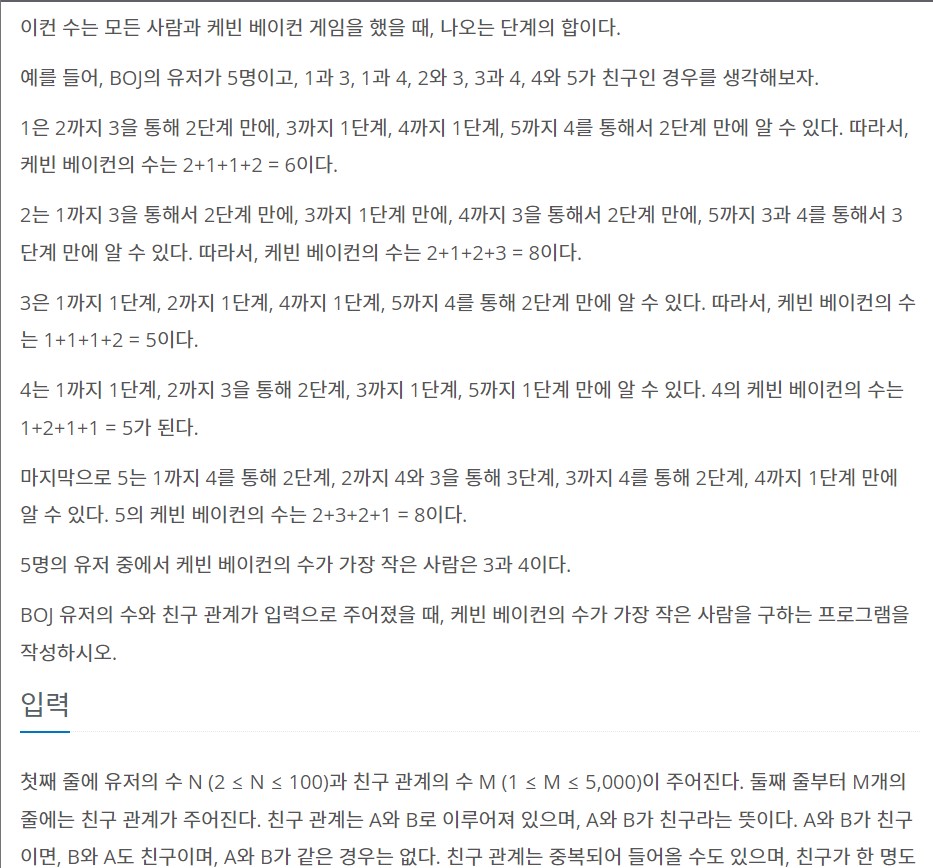 이컨 수는 모든 사람과 케빈 베이컨 게임을 했을 때, 나오는 단계의 합이다.
예를 들어, BOJ의 유저가 5명이고, 1과 3, 1과 4, 2와 3, 3과 4, 4와 5가 친구인 경우를 생각해보자.
1은 2까지 3을 통해 2단계 만에, 3까지 1단계, 4까지 1단계, 5까지 4를 통해서 2단계 만에 알 수 있다. 따라서,
케빈 베이컨의 수는 2+1+1+2 = 6이다.
2는 1까지 3을 통해서 2단계 만에, 3까지 1단계 만에, 4까지 3을 통해서 2단계 만에, 5까지 3과 4를 통해서 3
단계 만에 알 수 있다. 따라서, 케빈 베이컨의 수는 2+1+2+3 = 8이다.
3은 1까지 1단계, 2까지 1단계, 4까지 1단계, 5까지 4를 통해 2단계 만에 알 수 있다. 따라서, 케빈 베이컨의 수
는 1+1+1+2 = 5이다.
4는 1까지 1단계, 2까지 3을 통해 2단계, 3까지 1단계, 5까지 1단계 만에 알 수 있다. 4의 케빈 베이컨의 수는
1+2+1+1 = 5가 된다.
마지막으로 5는 1까지 4를 통해 2단계, 2까지 4와 3을 통해 3단계, 3까지 4를 통해 2단계, 4까지 1단계 만에
알 수 있다. 5의 케빈 베이컨의 수는 2+3+2+1 = 8이다.
5명의 유저 중에서 케빈 베이컨의 수가 가장 작은 사람은 3과 4이다.
BOJ 유저의 수와 친구 관계가 입력으로 주어졌을 때, 케빈 베이컨의 수가 가장 작은 사람을 구하는 프로그램을
작성하시오.
입력
첫째 줄에 유저의 수 N (2 ≤ N ≤ 100)과 친구 관계의 수 M (1 ≤ M ≤ 5,000)이 주어진다. 둘째 줄부터 M개의
줄에는 친구 관계가 주어진다. 친구 관계는 A와 B로 이루어져 있으며, A와 B가 친구라는 뜻이다. A와 B가 친구
이면, B와 A도 친구이며, A와 B가 같은 경우는 없다. 친구 관계는 중복되어 들어올 수도 있으며, 친구가 한 명도